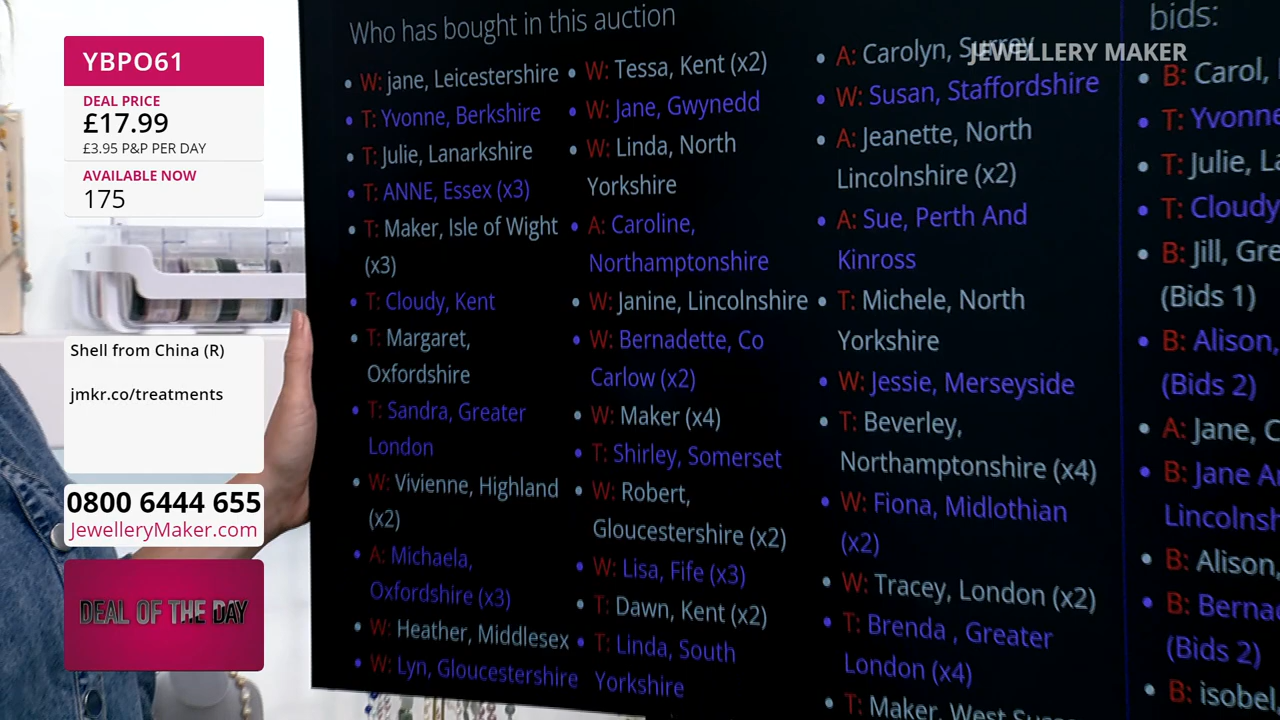 YBPO61
DEAL PRICE
£17.99
£3.95 P&P PER DAY
AVAILABLE NOW
175
Shell from China (R)
jmkr.co/treatments
0800 6444 655
JewelleryMaker.com
DEAL OF THE DAY
JEWELLERY MAKER
Who has bought in this auction
W: jane, Leicestershire
T: Yvonne, Berkshire
T: Julie, Lanarkshire
T: ANNE, Essex (x3)
T: Maker, Isle of Wight
(x3)
T: Cloudy, Kent
T: Margaret,
Oxfordshire
T: Sandra, Greater
London
W: Vivienne, Highland
(x2)
A: Michaela,
Oxfordshire (x3)
W: Heather, Middlesex
W: Lyn, Gloucestershire
W: Tessa, Kent (x2)
W: Jane, Gwynedd
W: Linda, North
Yorkshire
A: Caroline,
Northamptonshire
W: Janine, Lincolnshire
W: Bernadette, Co
Carlow (x2)
W: Maker (x4)
T: Shirley, Somerset
W: Robert,
Gloucestershire (x2)
W: Lisa, Fife (x3)
T: Dawn, Kent (x2)
T: Linda, South
Yorkshire
A: Carolyn, Surrey
W: Susan, Staffordshire
A: Jeanette, North
Lincolnshire (x2)
A: Sue, Perth And
Kinross
T: Michele, North
Yorkshire
W: Jessie, Merseyside
T: Beverley,
Northamptonshire (x4)
W: Fiona, Midlothian
(x2)
W: Tracey, London (x2)
T: Brenda , Greater
London (x4)
T: Maker, West
bids:
B: Carol,
T: Yvonne
T: Julie,
T: Cloudy
B: Jill,
(Bids 1)
B: Alison,
(Bids 2)
A: Jane,
B: Jane
B: Alison,
B:
(Bids 2)
B: isobel